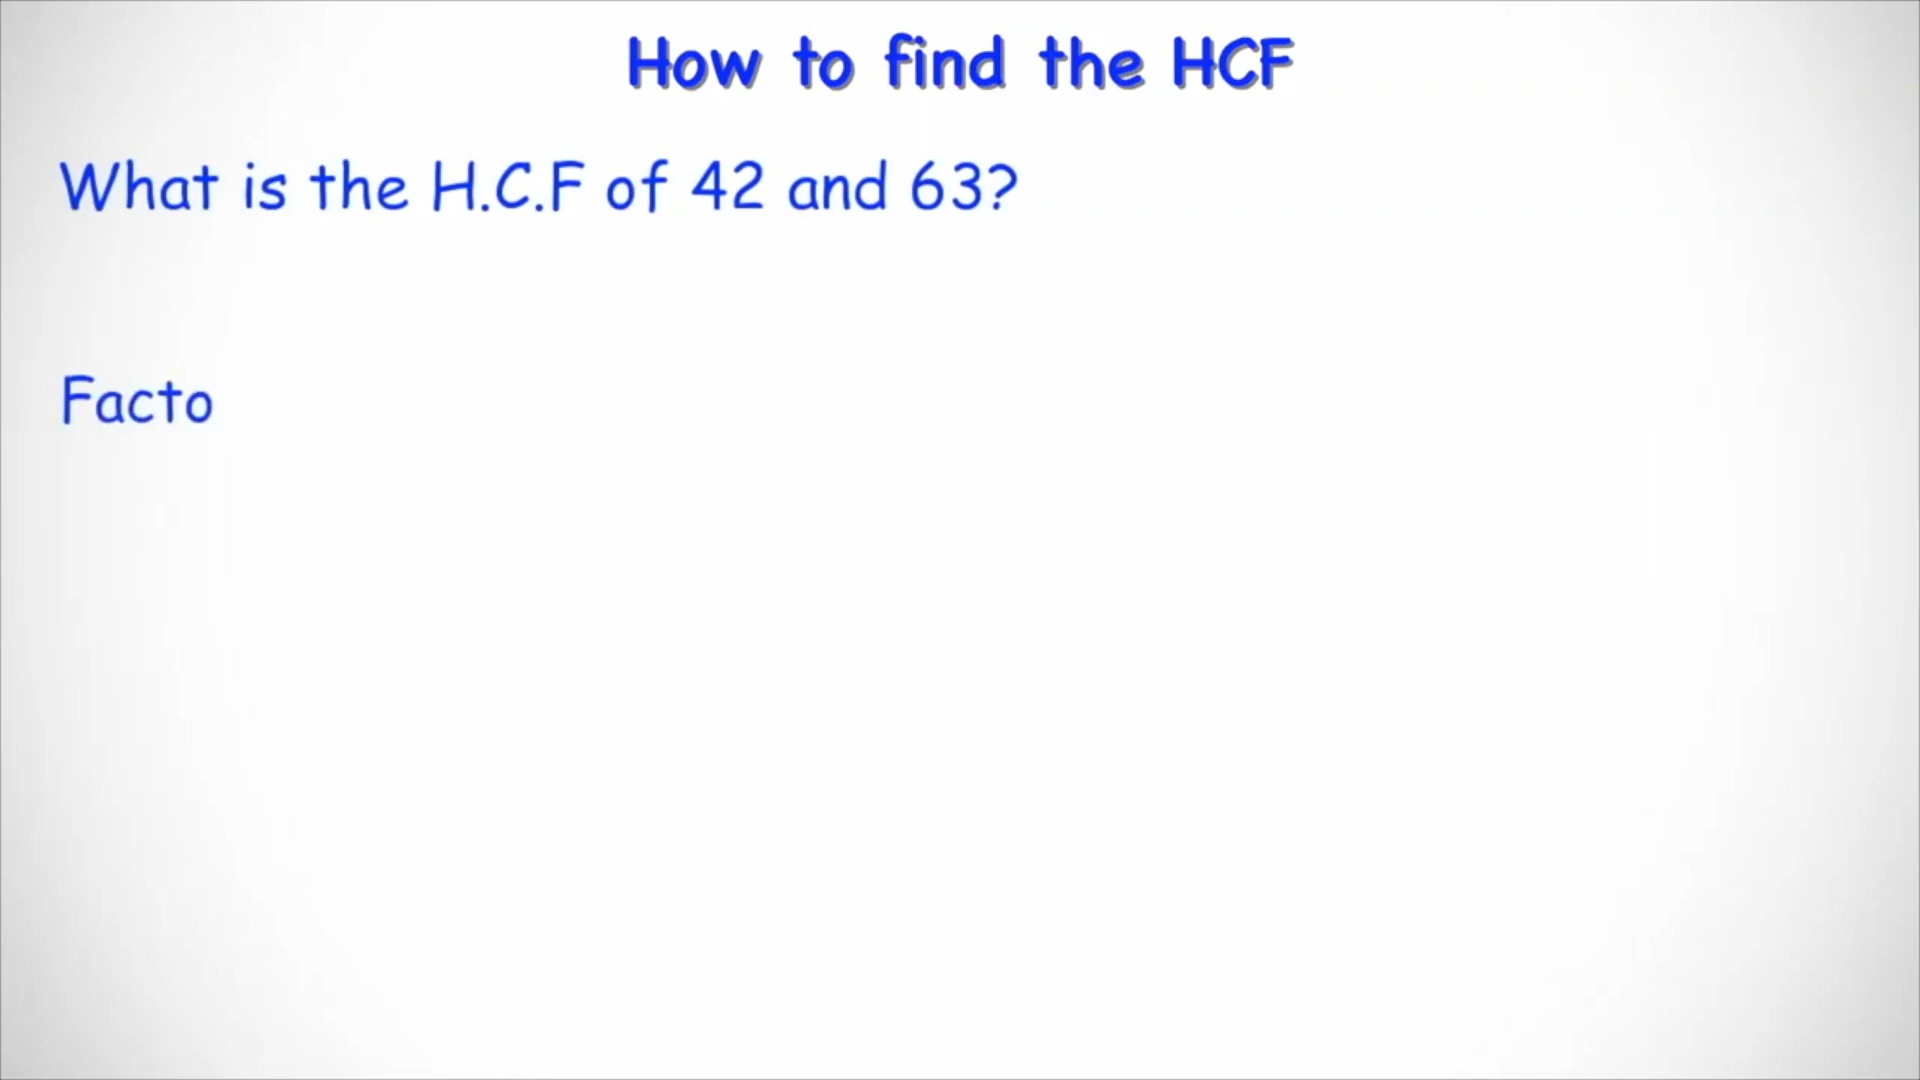 How to find the HCF
What is the H.C.F of 42 and 63?
Facto